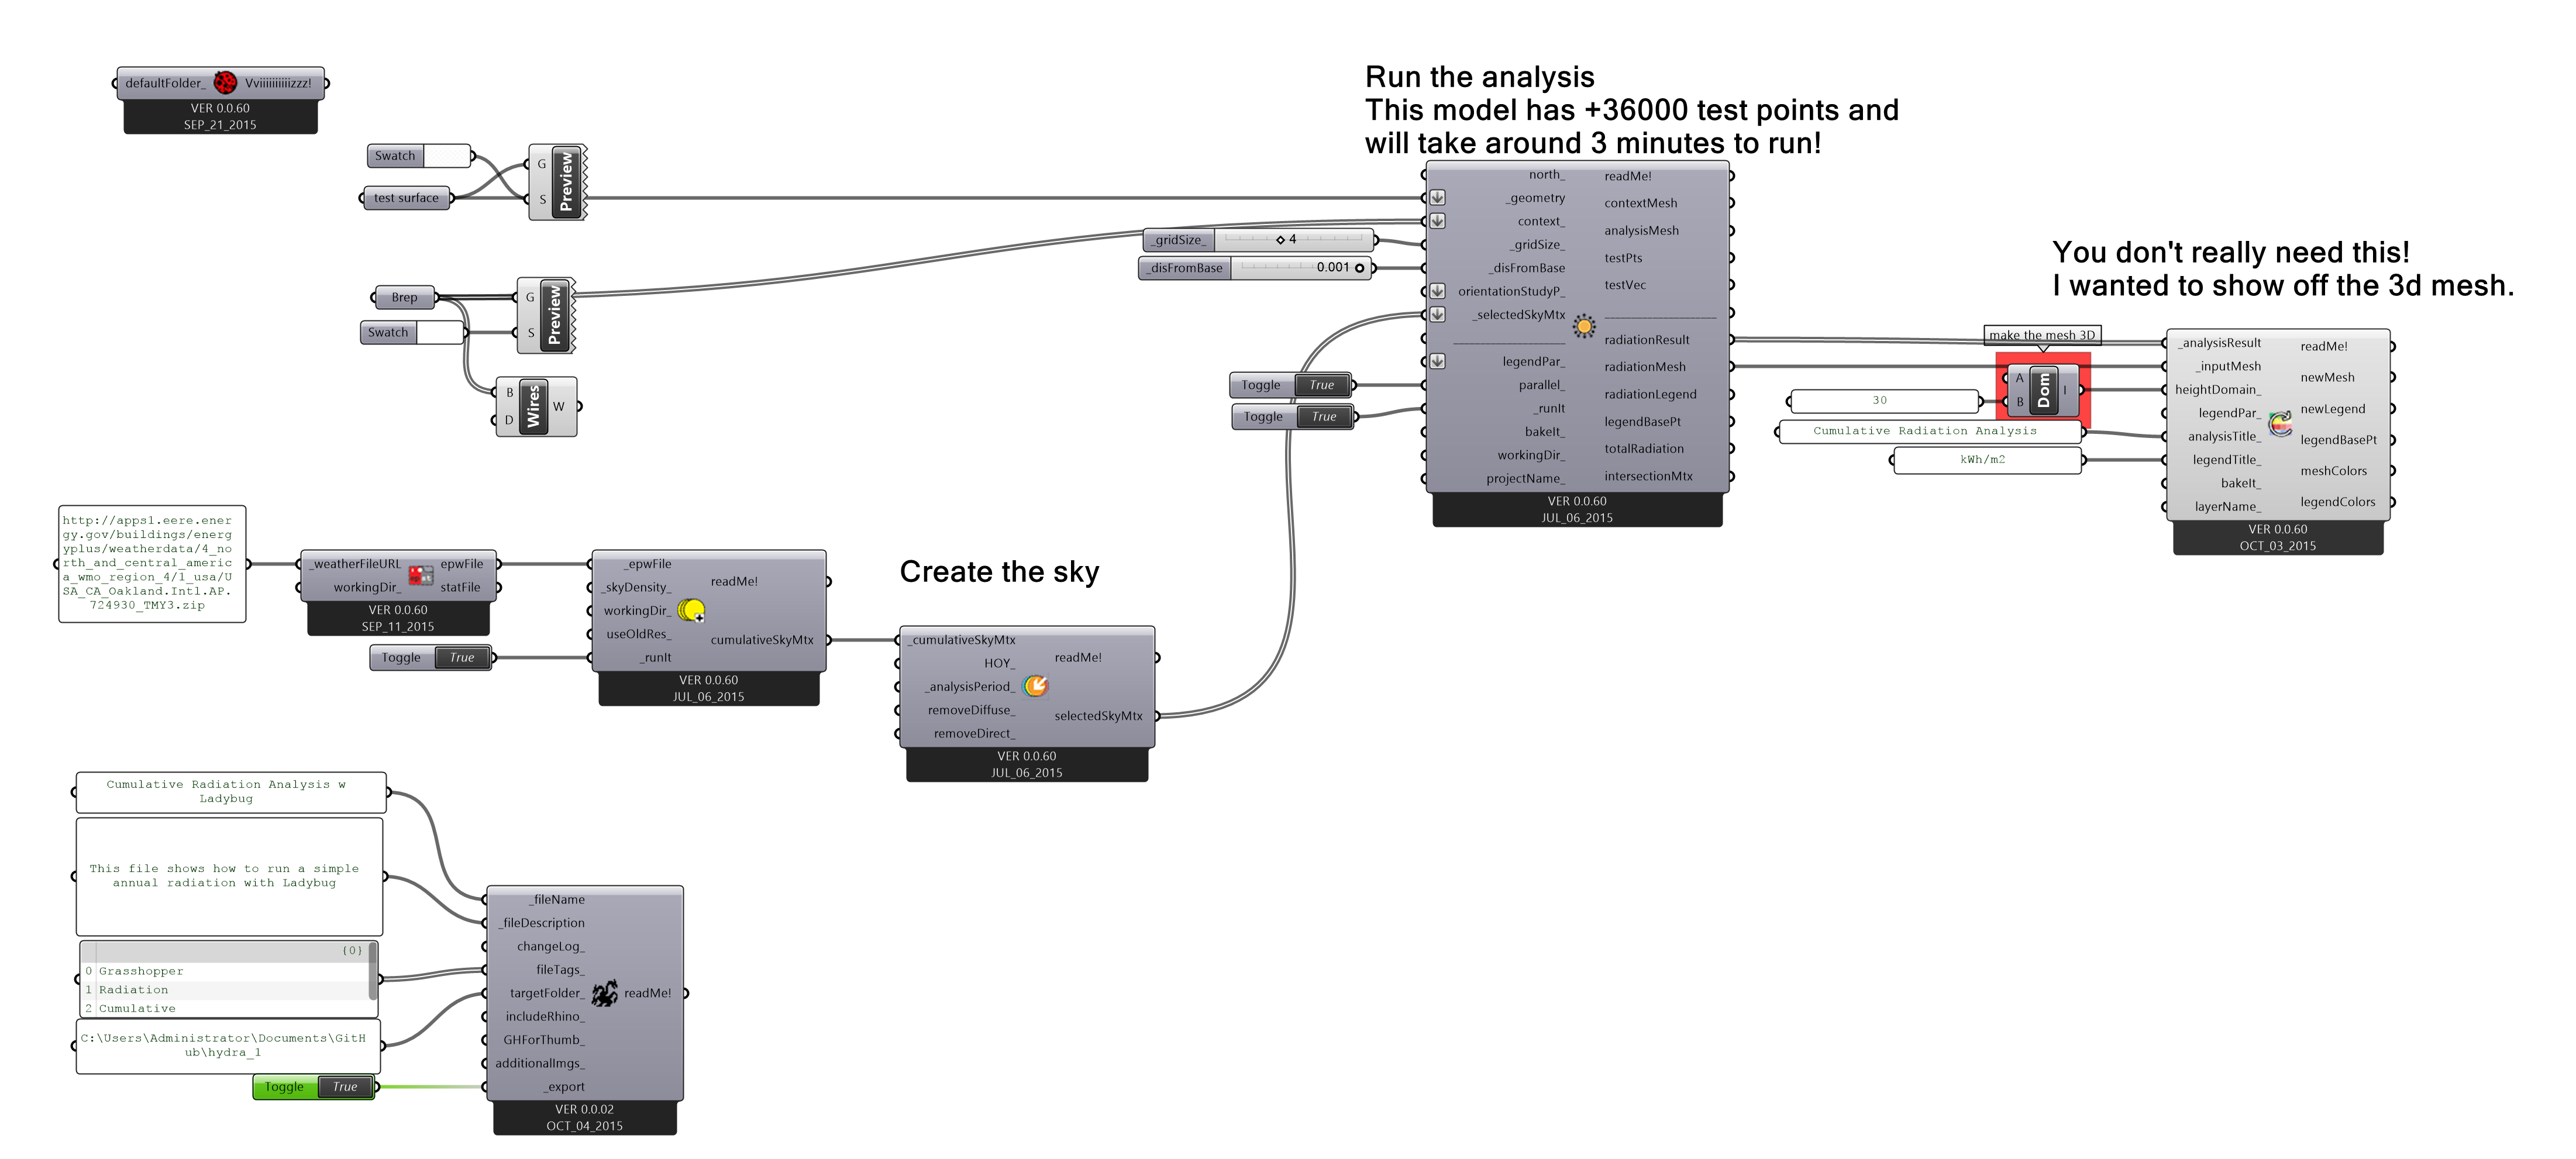 defaultFolder_ Vviiiiiiiiiizzz!
VER 0.0.60
SEP_21_2015
Swatch
test surface
G
S
Preview
Brep
Swatch
G
S
Preview
B
D
Wires
W
Run the analysis
This model has +36000 test points and
will take around 3 minutes to run!
_gridSize_ 4
_disFromBase 0.001
Toggle True
Toggle True
north_
_geometry
context_
_gridSize_
_disFromBase
orientationStudyP_
_selectedSkyMtx
legendPar_
parallel_
_runIt
bakeIt_
workingDir_
projectName_
readMe!
contextMesh
analysisMesh
testPts
testVec
radiationResult
radiationMesh
radiationLegend
legendBasePt
totalRadiation
intersectionMtx
VER 0.0.60
JUL_06_2015
You don't really need this!
I wanted to show off the 3d mesh.
make the mesh 3D
A
B
Dom
I
30
Cumulative Radiation Analysis
kWh/m2
_analysisResult
_inputMesh
heightDomain_
legendPar_
analysisTitle_
legendTitle_
bakeIt_
layerName_
readMe!
newMesh
newLegend
legendBasePt
meshColors
legendColors
VER 0.0.60
OCT_03_2015
http://apps1.eere.ener
gy.gov/buildings/energ
yplus/weatherdata/4_no
rth_and_central_americ
a_wmo_region_4/1_usa/U
SA_CA_Oakland.Intl.AP.
724930_TMY3.zip
_weatherFileURL
workingDir_
epwFile
statFile
VER 0.0.60
SEP_11_2015
Toggle True
_epwFile
_skyDensity_
workingDir_
useOldRes_
_runIt
readMe!
cumulativeSkyMtx
VER 0.0.60
JUL_06_2015
Create the sky
_cumulativeSkyMtx
HOY_
_analysisPeriod_
removeDiffuse_
removeDirect_
readMe!
selectedSkyMtx
VER 0.0.60
JUL_06_2015
Cumulative Radiation Analysis w
Ladybug
This file shows how to run a simple
annual radiation with Ladybug
{0}
0 Grasshopper
1 Radiation
2 Cumulative
C:\Users\Administrator\Documents\GitH
ub\hydra_1
Toggle True
_fileName
_fileDescription
changeLog_
fileTags_
targetFolder_
includeRhino_
GHForThumb_
additionalImgs_
_export
readMe!
VER 0.0.02
OCT_04_2015